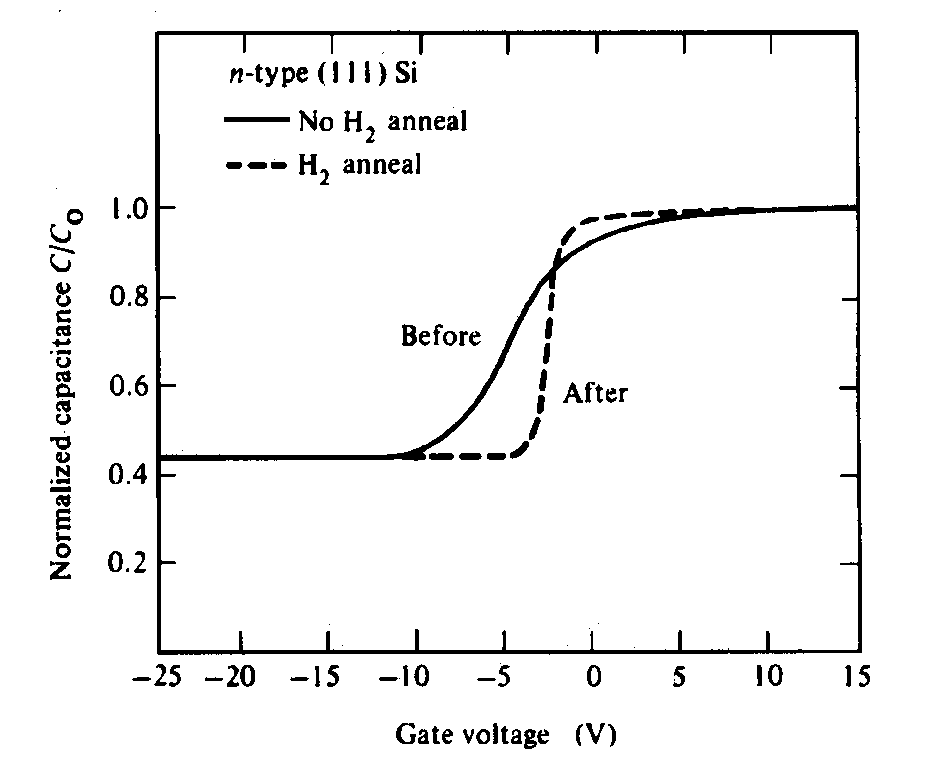 n-type (111) Si
No H₂ anneal
H₂ anneal
Normalized capacitance C/C₀
1.0
0.8
0.6
0.4
0.2
Before
After
−25 −20 −15 −10 −5 0 5 10 15
Gate voltage (V)